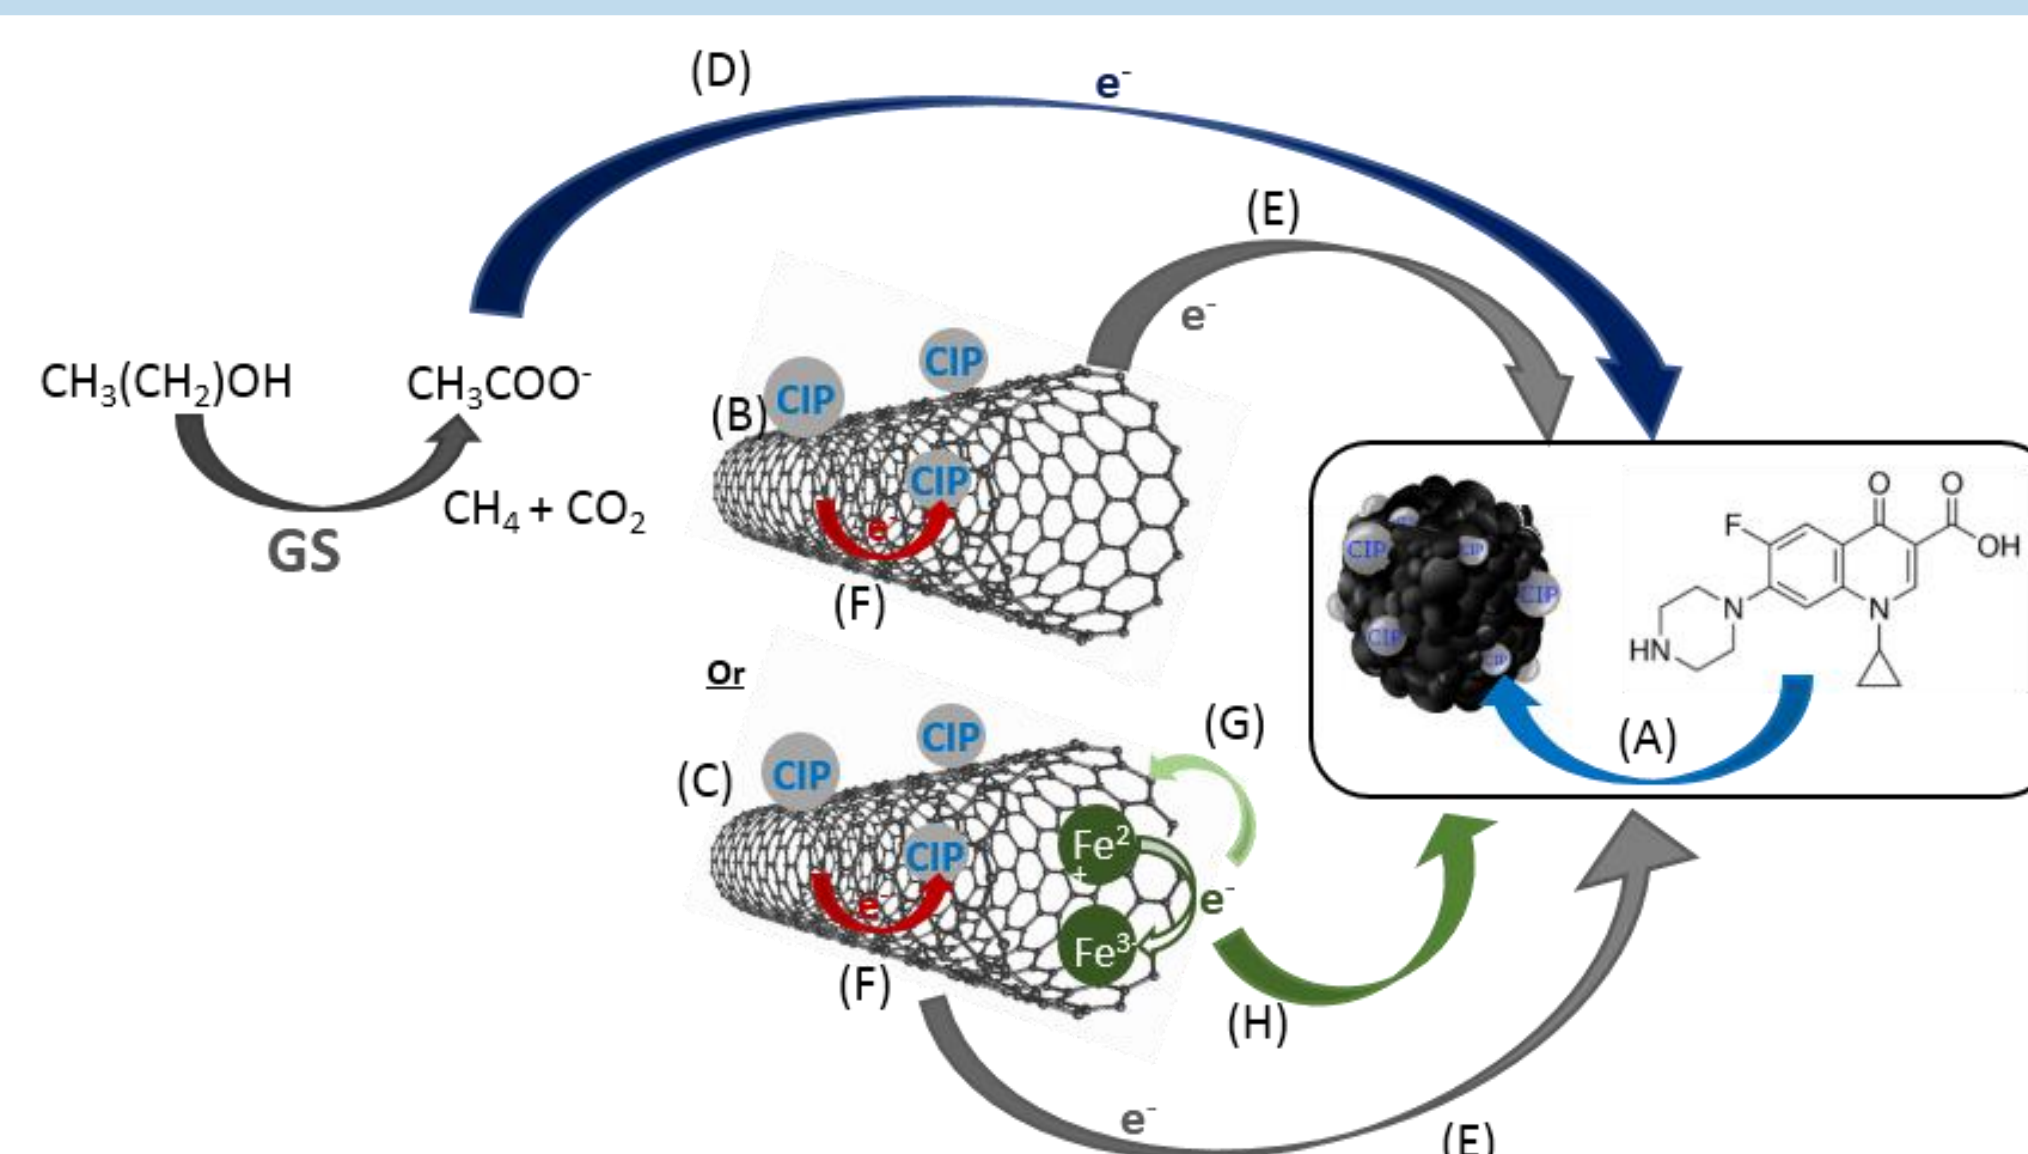 (D)
e⁻
(E)
e⁻
CH₃(CH₂)OH
CH₃COO⁻
CH₄ + CO₂
GS
CIP
CIP
(B)
CIP
e⁻
(F)
Or
CIP
CIP
(C)
CIP
e⁻
(F)
Fe²
+
Fe³
e⁻
(G)
(H)
e⁻
(E)
CIP
CIP
CIP
CIP
CIP
CIP
O
O
F
OH
N
N
HN
(A)